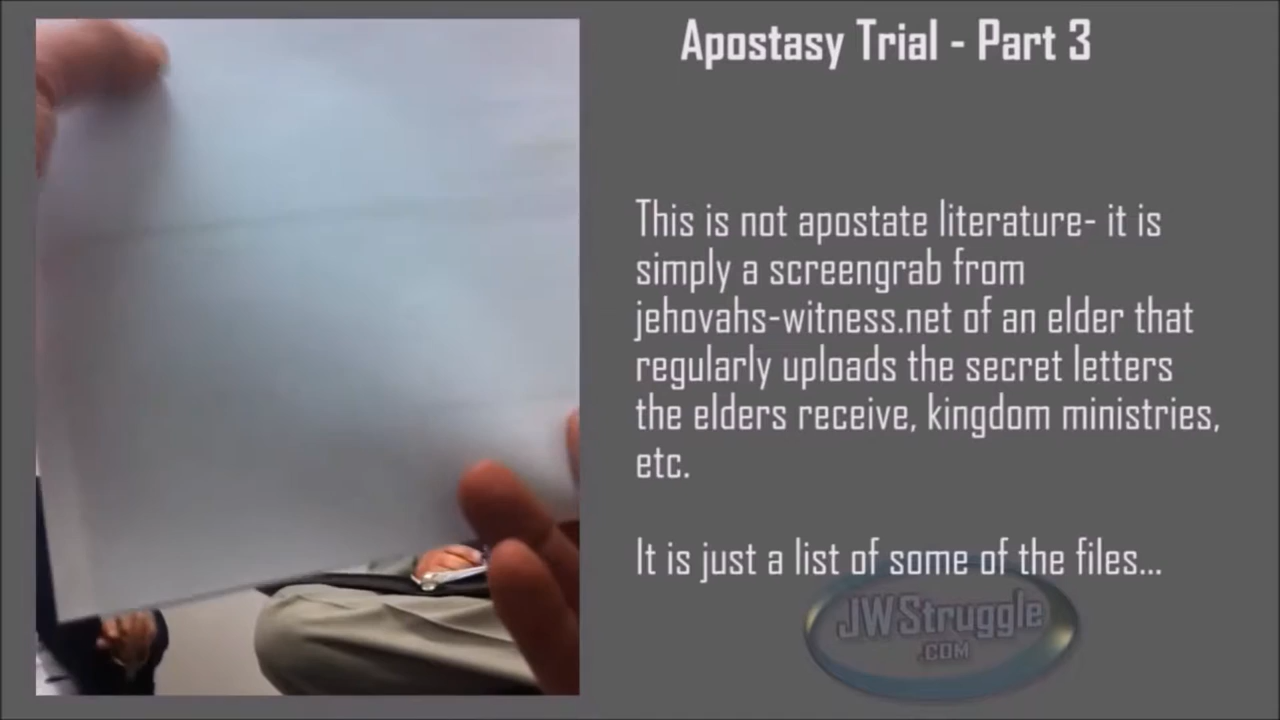 Apostasy Trial - Part 3
This is not apostate literature- it is
simply a screengrab from
jehovahs-witness.net of an elder that
regularly uploads the secret letters
the elders receive, kingdom ministries,
etc.
It is just a list of some of the files...
JWStruggle
.COM